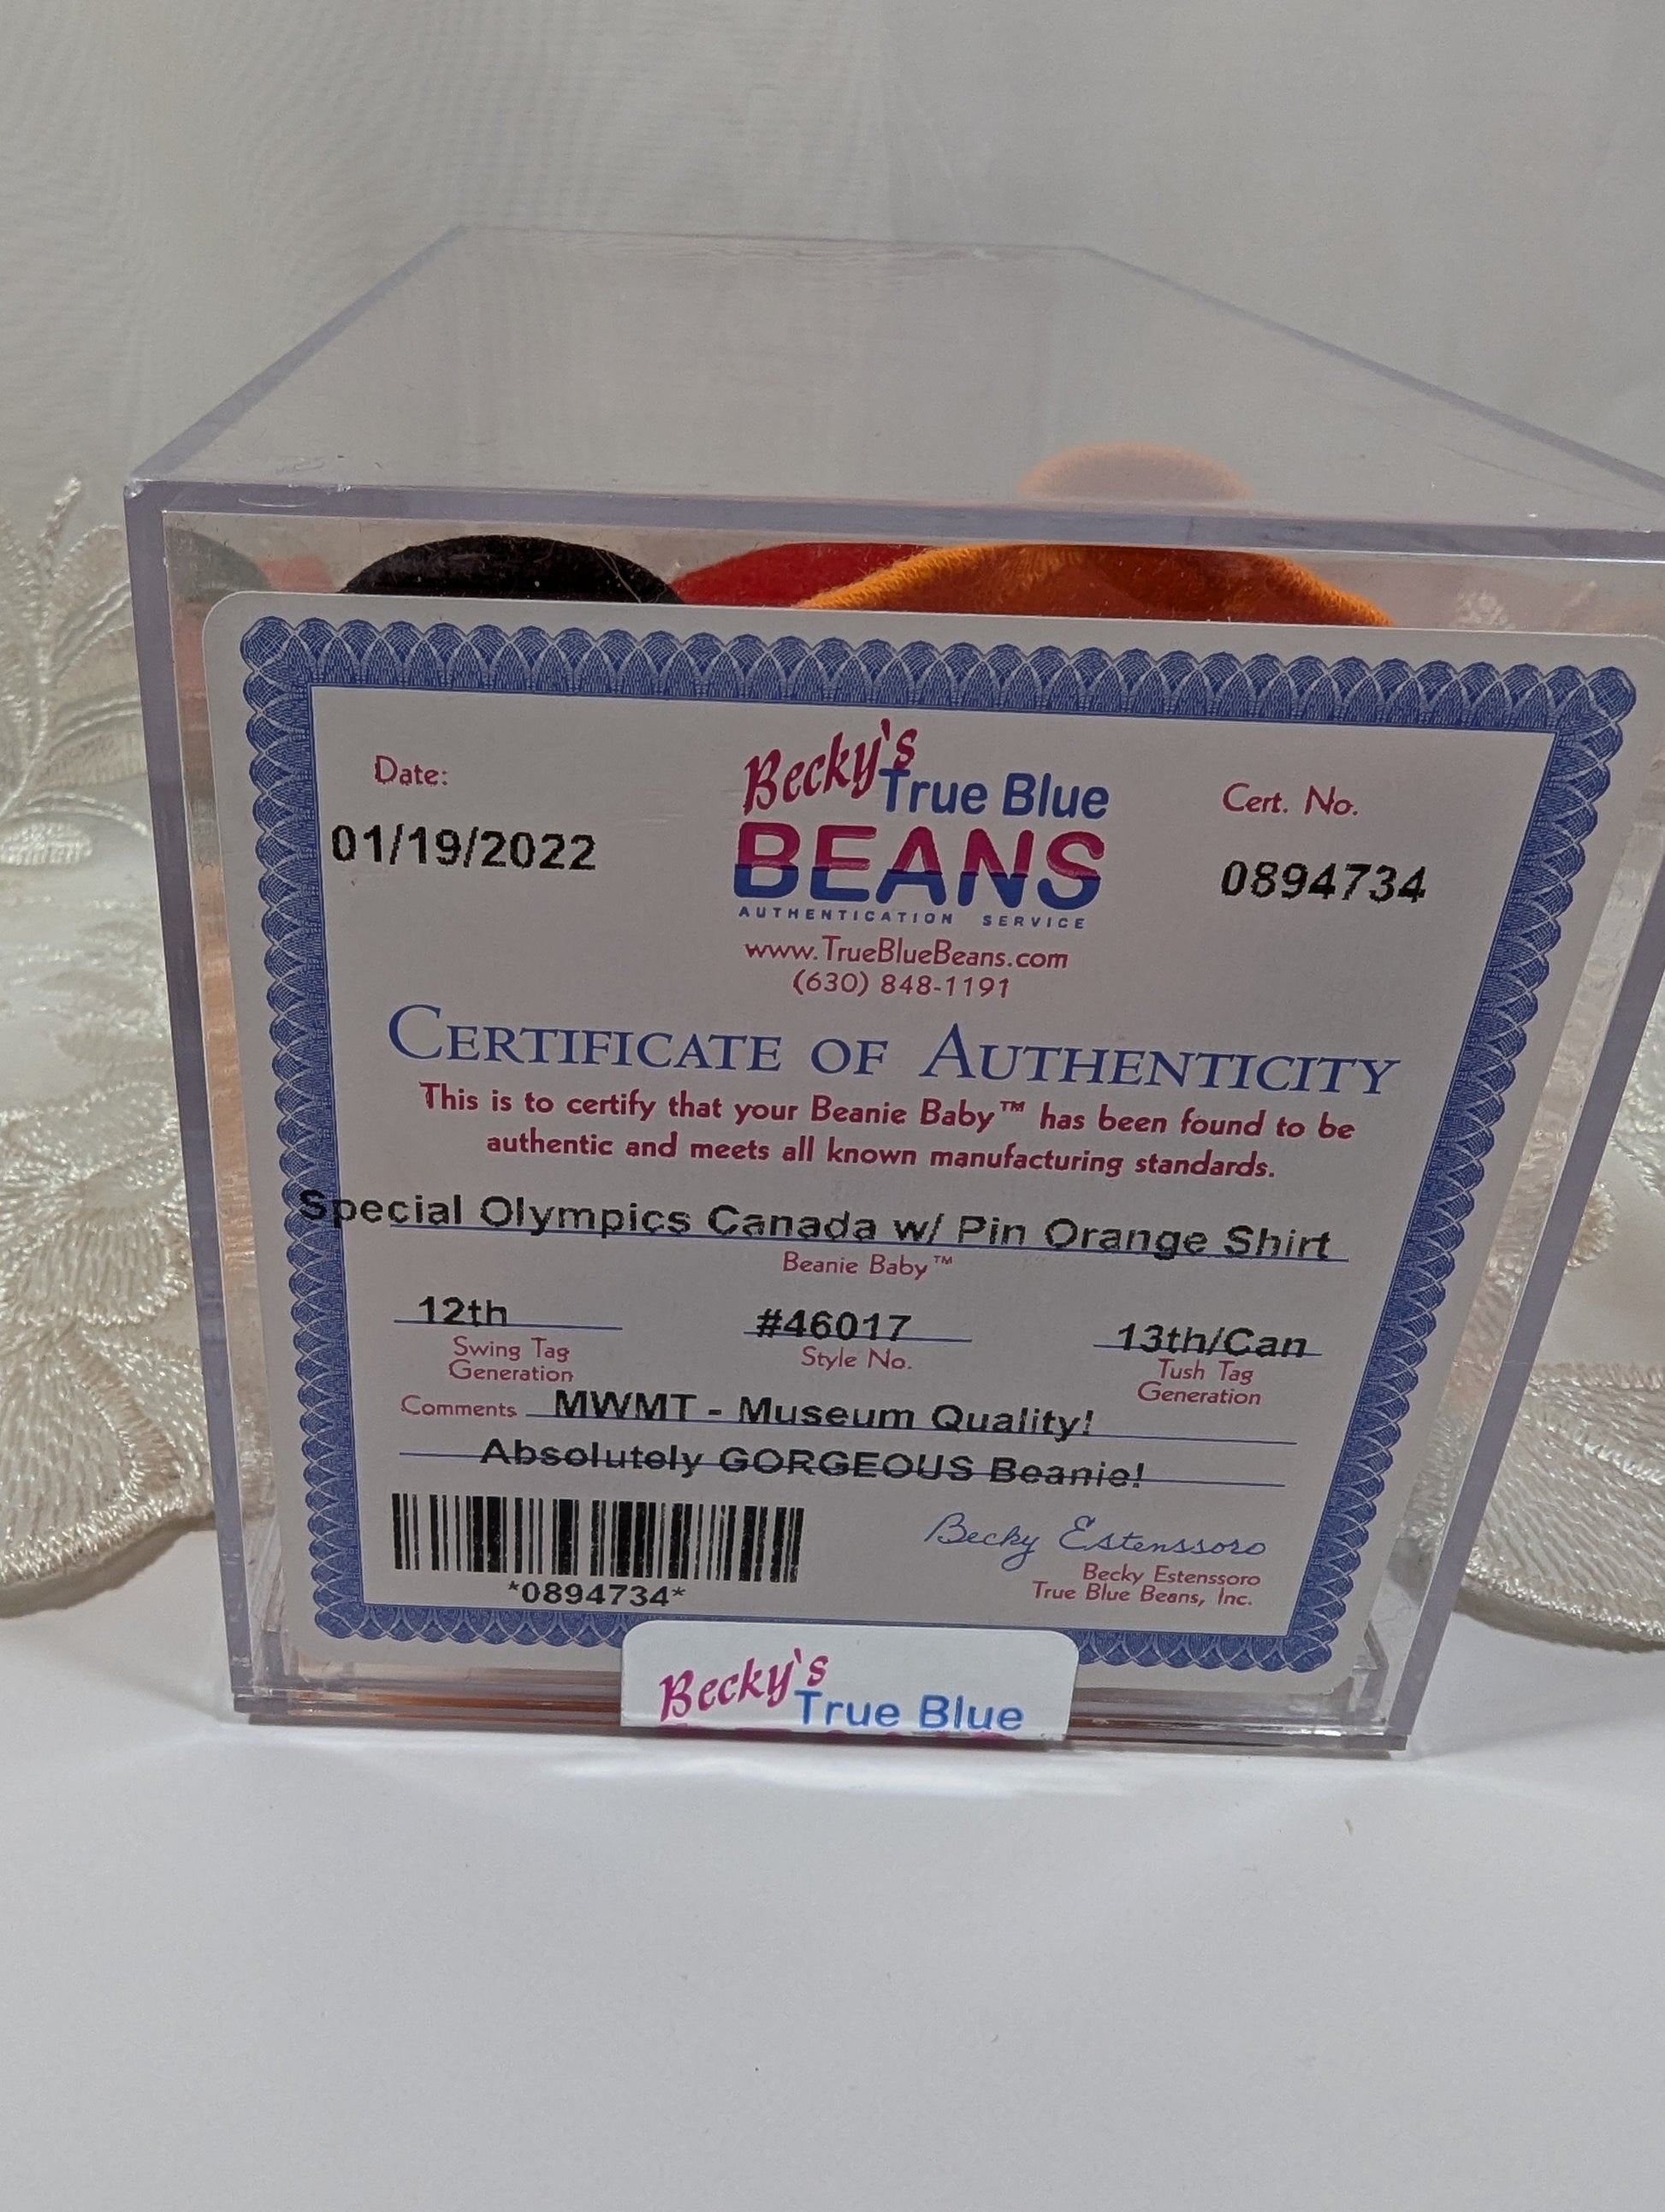 Date:
01/19/2022
Becky's
True Blue
BEANS
AUTHENTICATION SERVICE
www.TrueBlueBeans.com
(630) 848-1191
Cert. No.
0894734
CERTIFICATE OF AUTHENTICITY
This is to certify that your Beanie Baby™ has been found to be
authentic and meets all known manufacturing standards.
Special Olympics Canada w/ Pin Orange Shirt
Beanie Baby™
12th
Swing Tag
Generation
#46017
Style No.
13th/Can
Tush Tag
Generation
Comments MWMT - Museum Quality!
Absolutely GORGEOUS Beanie!
*0894734*
Becky Estenssoro
Becky Estenssoro
True Blue Beans, Inc.
Becky's
True Blue